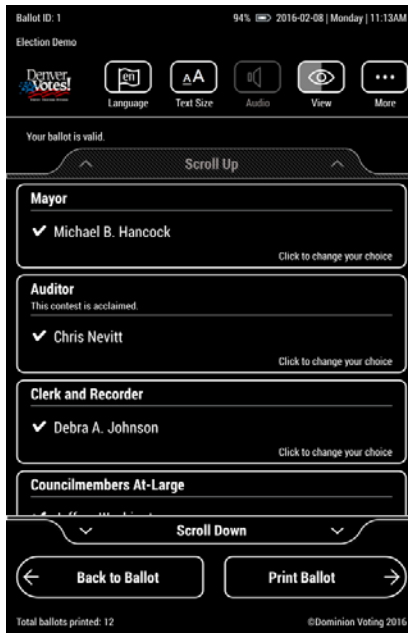 Ballot ID: 1 94% 2016-02-08 | Monday | 11:13AM
Election Demo
Denver
Votes!
en AA ...
Language Text Size Audio View More
Your ballot is valid.
Scroll Up
Mayor
Michael B. Hancock
Click to change your choice
Auditor
This contest is acclaimed.
Chris Nevitt
Click to change your choice
Clerk and Recorder
Debra A. Johnson
Click to change your choice
Councilmembers At-Large
Scroll Down
Back to Ballot Print Ballot
Total ballots printed: 12 ©Dominion Voting 2016